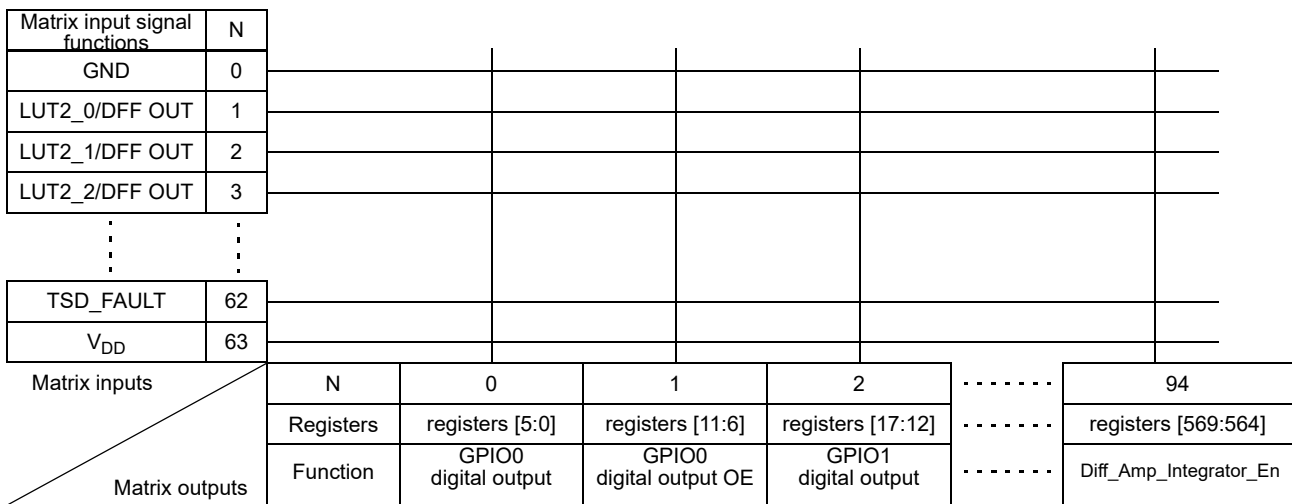 Matrix input signal functions N
GND 0
LUT2_0/DFF OUT 1
LUT2_1/DFF OUT 2
LUT2_2/DFF OUT 3
TSD_FAULT 62
VDD 63
Matrix inputs
Matrix outputs
N 0 1 2 94
Registers registers [5:0] registers [11:6] registers [17:12] registers [569:564]
Function GPIO0 digital output GPIO0 digital output OE GPIO1 digital output Diff_Amp_Integrator_En